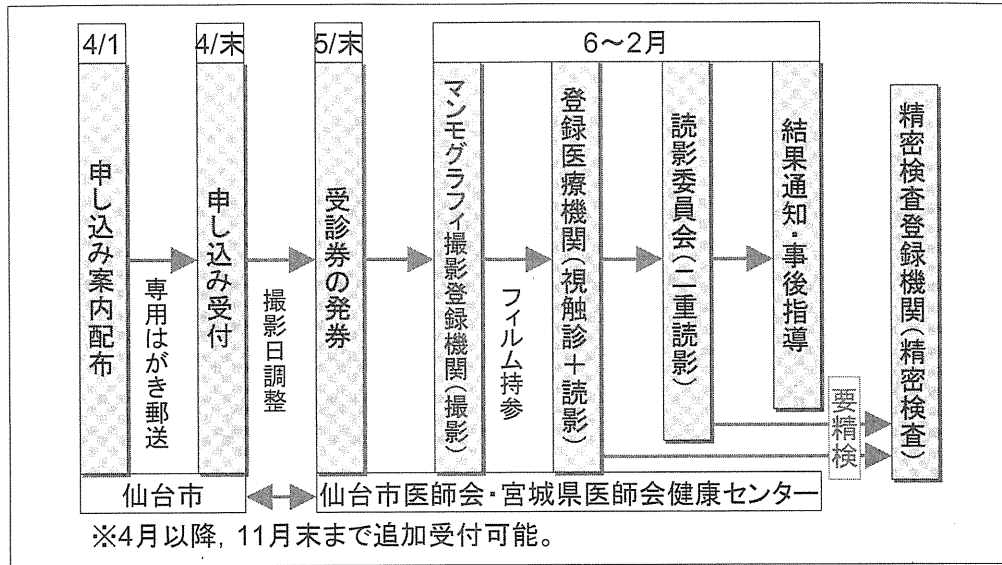 4/1
4/末
5/末
6～2月
申し込み案内配布
専用はがき郵送
申し込み受付
撮影日調整
受診券の発券
マンモグラフィ撮影登録機関(撮影)
フィルム持参
登録医療機関(視触診＋読影)
読影委員会(二重読影)
結果通知・事後指導
要精検
精密検査登録機関(精密検査)
仙台市
仙台市医師会・宮城県医師会健康センター
※4月以降, 11月末まで追加受付可能。